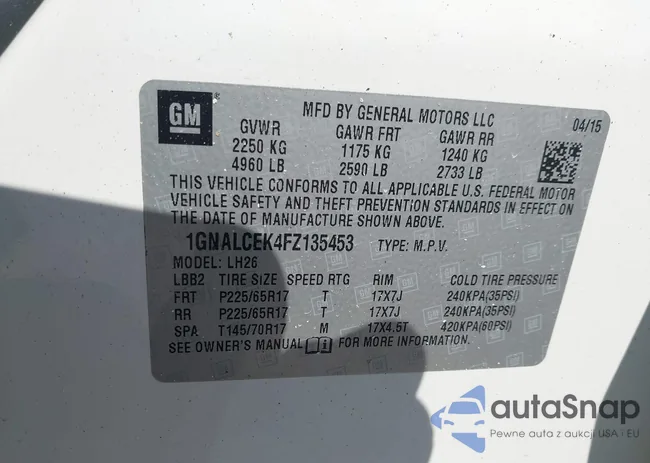 GM
MFD BY GENERAL MOTORS LLC
04/15
GVWR GAWR FRT GAWR RR
2250 KG 1175 KG 1240 KG
4960 LB 2590 LB 2733 LB
THIS VEHICLE CONFORMS TO ALL APPLICABLE U.S. FEDERAL MOTOR
VEHICLE SAFETY AND THEFT PREVENTION STANDARDS IN EFFECT ON
THE DATE OF MANUFACTURE SHOWN ABOVE.
1GNALCEK4FZ135453 TYPE: M.P.V.
MODEL: LH26
LBB2 TIRE SIZE SPEED RTG RIM COLD TIRE PRESSURE
FRT P225/65R17 T 17X7J 240KPA(35PSI)
RR P225/65R17 T 17X7J 240KPA(35PSI)
SPA T145/70R17 M 17X4.5T 420KPA(60PSI)
SEE OWNER'S MANUAL FOR MORE INFORMATION.
autoSnap
Pewne auta z aukcji USA i EU